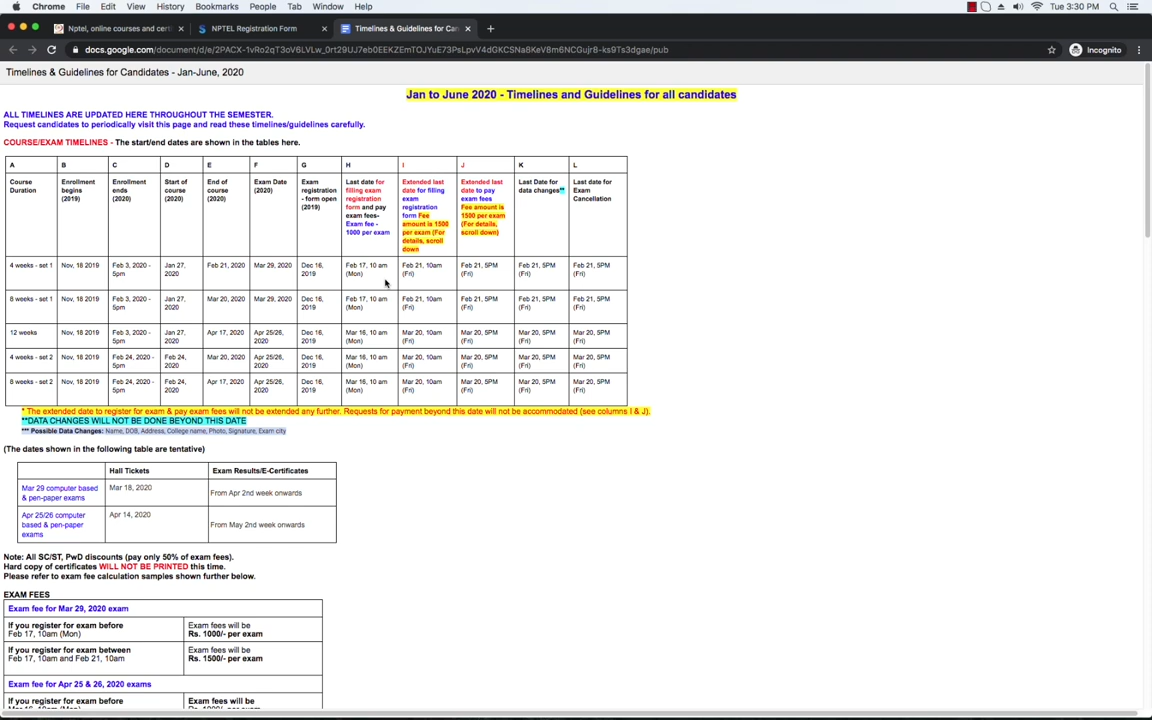 Chrome File Edit View History Bookmarks People Tab Window Help Tue 3:30 PM
Nptel, online courses and cert NPTEL Registration Form Timelines & Guidelines for Can
Incognito
Timelines & Guidelines for Candidates - Jan-June, 2020
Jan to June 2020 - Timelines and Guidelines for all candidates
ALL TIMELINES ARE UPDATED HERE THROUGHOUT THE SEMESTER.
Request candidates to periodically visit this page and read these timelines/guidelines carefully.
COURSE/EXAM TIMELINES - The start/end dates are shown in the tables here.
A B C D E F G H I J K L
Course Duration
Enrollment begins (2019)
Enrollment ends (2020)
Start of course (2020)
End of course (2020)
Exam Date (2020)
Exam registration - form open (2019)
Last date for filling exam registration form and pay exam fees- Exam fee - 1000 per exam
Extended last date for filling exam registration form Fee amount is 1500 per exam (For details, scroll down
Extended last date to pay exam fees Fee amount is 1500 per exam (For details, scroll down)
Last Date for data changes**
Last date for Exam Cancellation
4 weeks - set 1 Nov, 18 2019 Feb 3, 2020 - 5pm Jan 27, 2020 Feb 21, 2020 Mar 29, 2020 Dec 16, 2019 Feb 17, 10 am (Mon) Feb 21, 10am (Fri) Feb 21, 5PM (Fri) Feb 21, 5PM (Fri) Feb 21, 5PM (Fri)
8 weeks - set 1 Nov, 18 2019 Feb 3, 2020 - 5pm Jan 27, 2020 Mar 20, 2020 Mar 29, 2020 Dec 16, 2019 Feb 17, 10 am (Mon) Feb 21, 10am (Fri) Feb 21, 5PM (Fri) Feb 21, 5PM (Fri) Feb 21, 5PM (Fri)
12 weeks Nov, 18 2019 Feb 3, 2020 - 5pm Jan 27, 2020 Apr 17, 2020 Apr 25/26, 2020 Dec 16, 2019 Mar 16, 10 am (Mon) Mar 20, 10am (Fri) Mar 20, 5PM (Fri) Mar 20, 5PM (Fri) Mar 20, 5PM (Fri)
4 weeks - set 2 Nov, 18 2019 Feb 24, 2020 - 5pm Feb 24, 2020 Mar 20, 2020 Apr 25/26, 2020 Dec 16, 2019 Mar 16, 10 am (Mon) Mar 20, 10am (Fri) Mar 20, 5PM (Fri) Mar 20, 5PM (Fri) Mar 20, 5PM (Fri)
8 weeks - set 2 Nov, 18 2019 Feb 24, 2020 - 5pm Feb 24, 2020 Apr 17, 2020 Apr 25/26, 2020 Dec 16, 2019 Mar 16, 10 am (Mon) Mar 20, 10am (Fri) Mar 20, 5PM (Fri) Mar 20, 5PM (Fri) Mar 20, 5PM (Fri)
* The extended date to register for exam & pay exam fees will not be extended any further. Requests for payment beyond this date will not be accommodated (see columns I & J).
**DATA CHANGES WILL NOT BE DONE BEYOND THIS DATE
*** Possible Data Changes: Name, DOB, Address, College name, Photo, Signature, Exam city
(The dates shown in the following table are tentative)
Hall Tickets Exam Results/E-Certificates
Mar 29 computer based & pen-paper exams Mar 18, 2020 From Apr 2nd week onwards
Apr 25/26 computer based & pen-paper exams Apr 14, 2020 From May 2nd week onwards
Note: All SC/ST, PwD discounts (pay only 50% of exam fees).
Hard copy of certificates WILL NOT BE PRINTED this time.
Please refer to exam fee calculation samples shown further below.
EXAM FEES
Exam fee for Mar 29, 2020 exam
If you register for exam before Exam fees will be
Feb 17, 10am (Mon) Rs. 1000/- per exam
If you register for exam between Exam fees will be
Feb 17, 10am and Feb 21, 10am Rs. 1500/- per exam
Exam fee for Apr 25 & 26, 2020 exams
If you register for exam before Exam fees will be